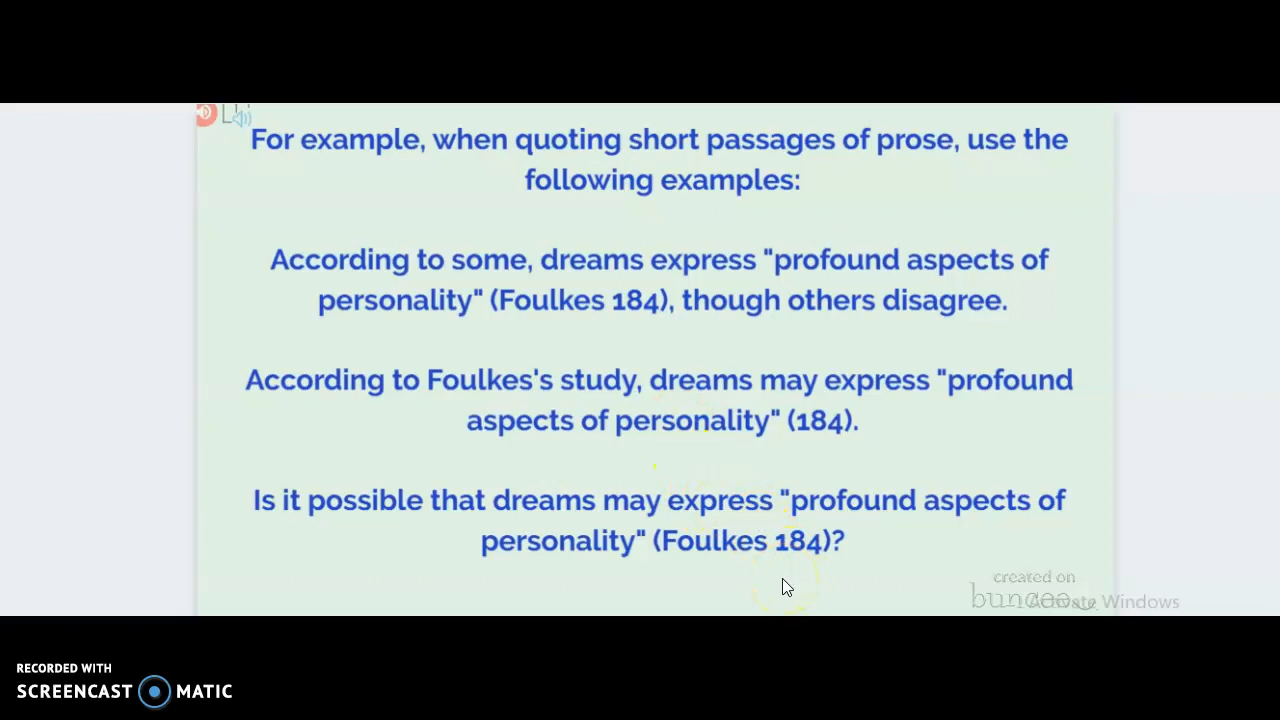 For example, when quoting short passages of prose, use the
following examples:
According to some, dreams express "profound aspects of
personality" (Foulkes 184), though others disagree.
According to Foulkes's study, dreams may express "profound
aspects of personality" (184).
Is it possible that dreams may express "profound aspects of
personality" (Foulkes 184)?
created on
buncee
Activate Windows
RECORDED WITH
SCREENCAST MATIC